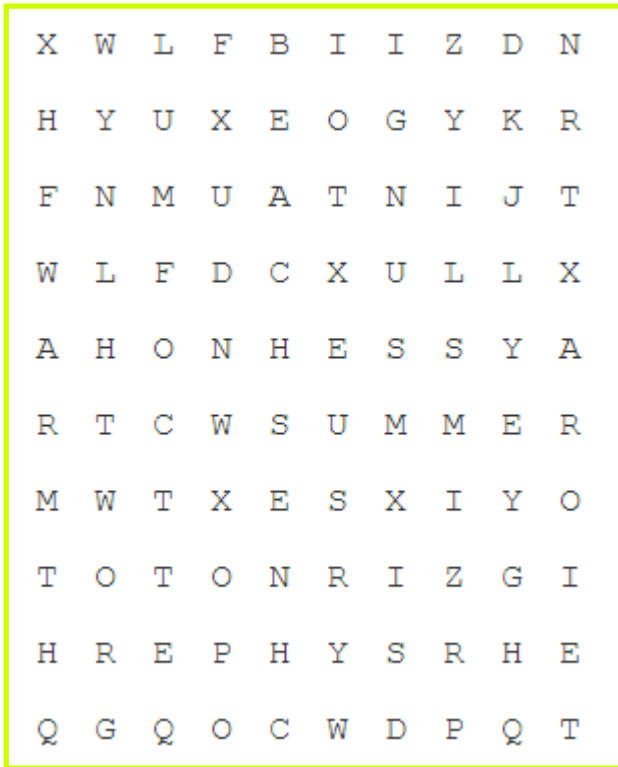 X W L F B I I Z D N
H Y U X E O G Y K R
F N M U A T N I J T
W L F D C X U L L X
A H O N H E S S Y A
R T C W S U M M E R
M W T X E S X I Y O
T O T O N R I Z G I
H R E P H Y S R H E
Q G Q O C W D P Q T